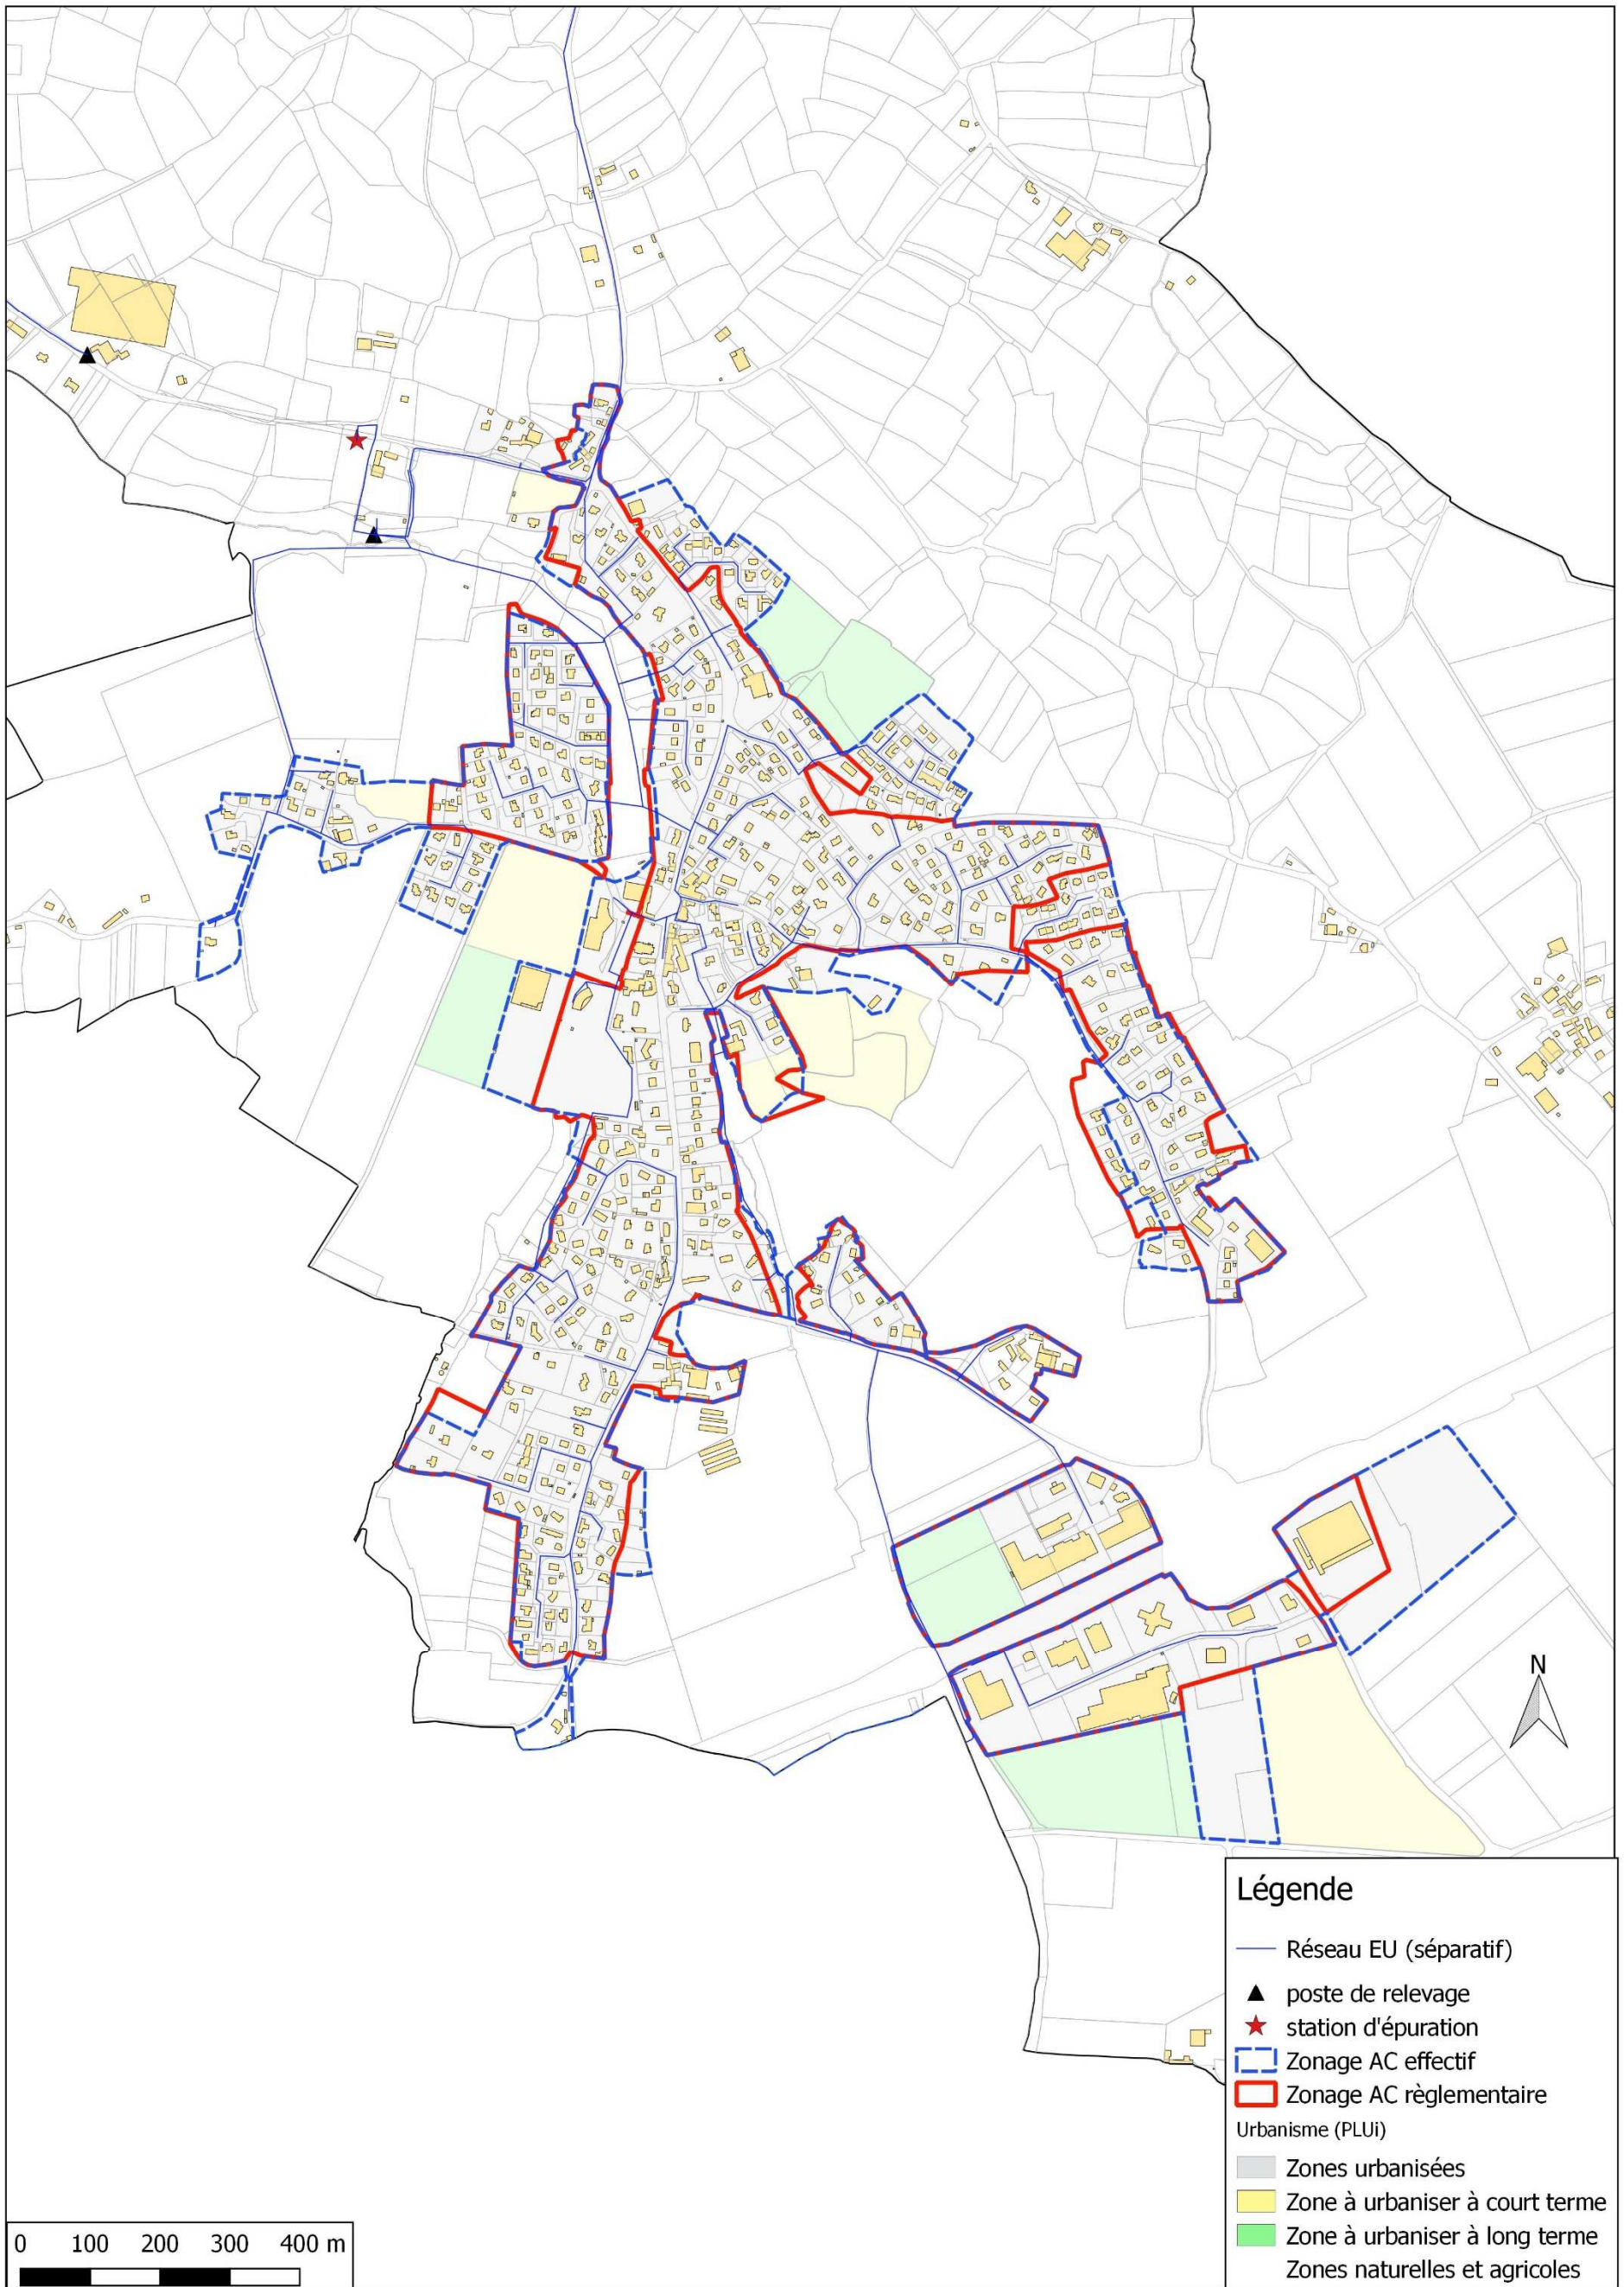 N
Légende
Réseau EU (séparatif)
poste de relevage
station d'épuration
Zonage AC effectif
Zonage AC règlementaire
Urbanisme (PLUi)
Zones urbanisées
Zone à urbaniser à court terme
Zone à urbaniser à long terme
Zones naturelles et agricoles
0 100 200 300 400 m